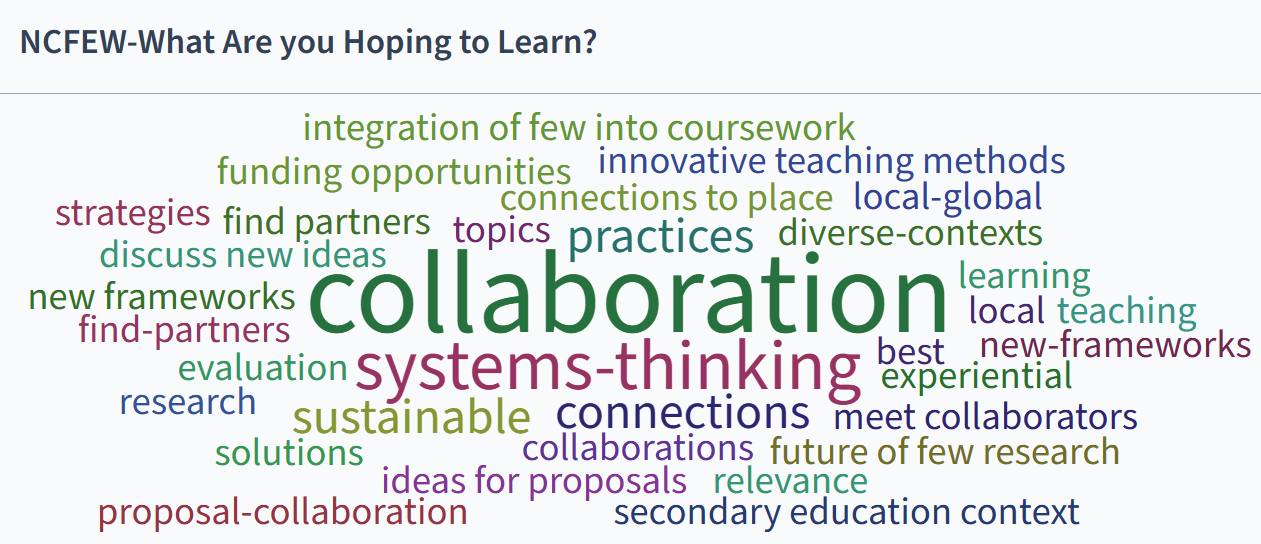 NCFEW-What Are you Hoping to Learn?
integration of few into coursework
funding opportunities innovative teaching methods
connections to place local-global
strategies find partners topics practices diverse-contexts
discuss new ideas
collaboration learning
new frameworks local teaching
find-partners
systems-thinking best new-frameworks
evaluation experiential
research
sustainable connections meet collaborators
solutions collaborations future of few research
ideas for proposals relevance
proposal-collaboration secondary education context